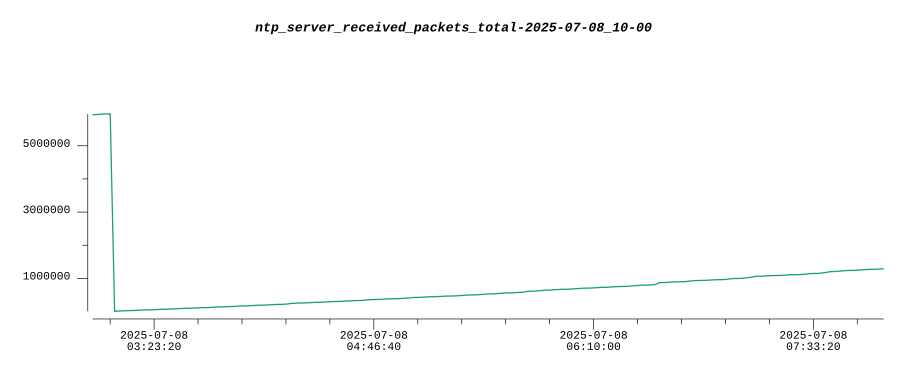 ntp_server_received_packets_total-2025-07-08_10-00
5000000
3000000
1000000
2025-07-08 2025-07-08 2025-07-08 2025-07-08
03:23:20 04:46:40 06:10:00 07:33:20